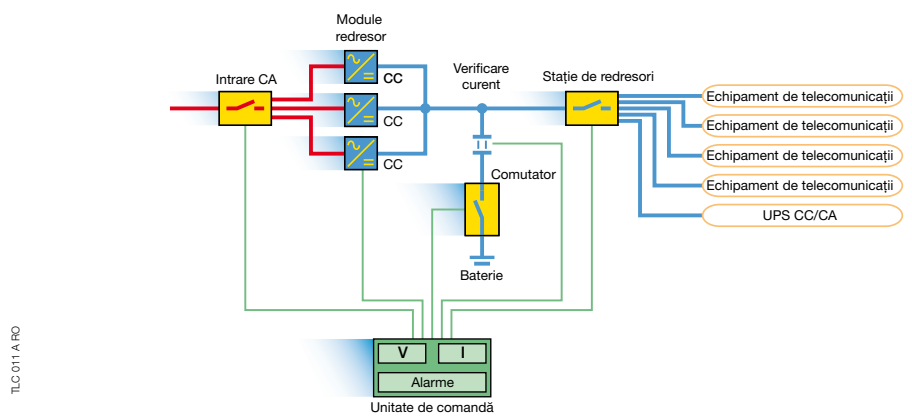 Module
redresor
CC
Intrare CA
Verificare
curent
Stație de redresori
Echipament de telecomunicații
CC
Echipament de telecomunicații
Echipament de telecomunicații
CC
Comutator
Echipament de telecomunicații
UPS CC/CA
Baterie
V
I
Alarme
Unitate de comandă
TLC 011 A RO